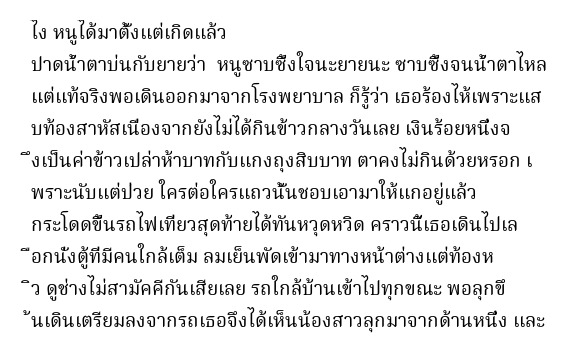 ไง หนูได้มาตั้งแต่เกิดแล้ว
ปาดน้ำตาบ่นกับยายว่า  หนูซาบซึ้งใจนะยายนะ ซาบซึ้งจนน้ำตาไหล
แต่แท้จริงพอเดินออกมาจากโรงพยาบาล ก็รู้ว่า เธอร้องไห้เพราะแส
บท้องสาหัสเนื่องจากยังไม่ได้กินข้าวกลางวันเลย เงินร้อยหนึ่งจ
ึงเป็นค่าข้าวเปล่าห้าบาทกับแกงถุงสิบบาท ตาคงไม่กินด้วยหรอก เ
พราะนับแต่ป่วย ใครต่อใครแถวนั้นชอบเอามาให้แกอยู่แล้ว
กระโดดขึ้นรถไฟเที่ยวสุดท้ายได้ทันหวุดหวิด คราวนี้เธอเดินไปเล
ือกนั่งตู้ที่มีคนใกล้เต็ม ลมเย็นพัดเข้ามาทางหน้าต่างแต่ท้องห
ิว ดูช่างไม่สามัคคีกันเสียเลย รถใกล้บ้านเข้าไปทุกขณะ พอลุกขึ
้นเดินเตรียมลงจากรถเธอจึงได้เห็นน้องสาวลุกมาจากด้านหนึ่ง และ